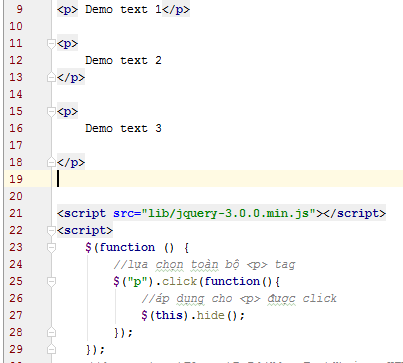 9 <p> Demo text 1</p>
10
11 <p>
12 Demo text 2
13 </p>
14
15 <p>
16 Demo text 3
17
18 </p>
19
20
21 <script src="lib/jquery-3.0.0.min.js"></script>
22 <script>
23 $(function () {
24 //lựa chọn toàn bộ <p> tag
25 $("p").click(function(){
26 //áp dụng cho <p> được click
27 $(this).hide();
28 });
29 });